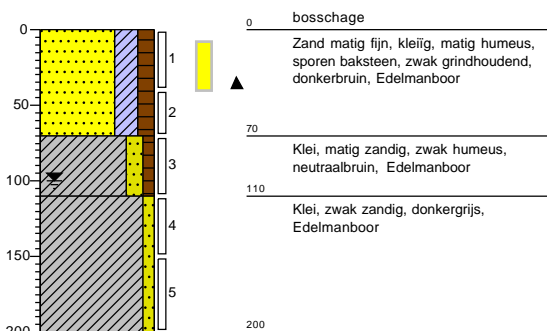 0
50
100
150
200
1
2
3
4
5
0
bosschage
Zand matig fijn, kleiïg, matig humeus,
sporen baksteen, zwak grindhoudend,
donkerbruin, Edelmanboor
70
Klei, matig zandig, zwak humeus,
neutraalbruin, Edelmanboor
110
Klei, zwak zandig, donkergrijs,
Edelmanboor
200